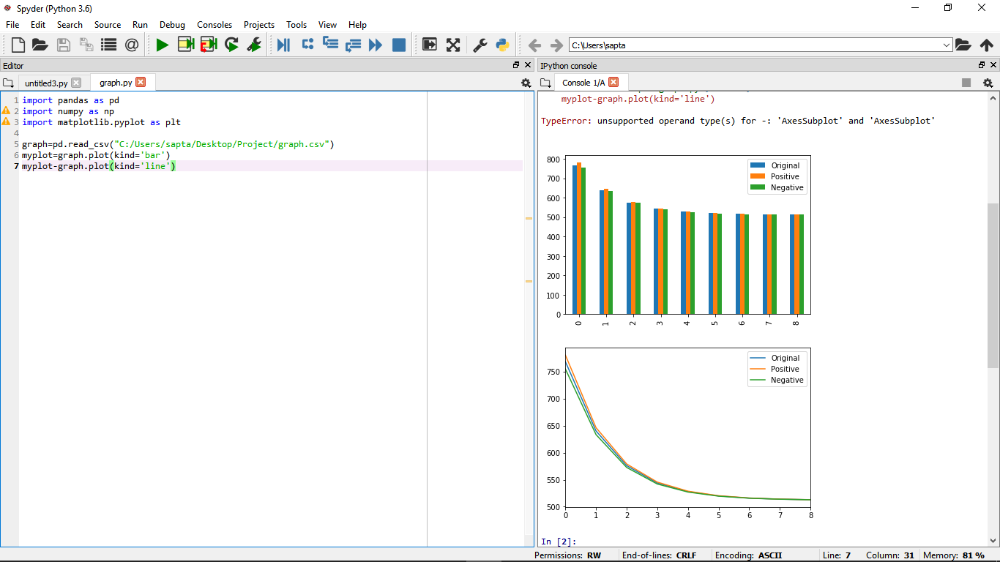 Spyder (Python 3.6)
File Edit Search Source Run Debug Consoles Projects Tools View Help
C:\Users\sapta
Editor
untitled3.py graph.py
1 import pandas as pd
2 import numpy as np
3 import matplotlib.pyplot as plt
4
5 graph=pd.read_csv("C:/Users/sapta/Desktop/Project/graph.csv")
6 myplot=graph.plot(kind='bar')
7 myplot-graph.plot(kind='line')
IPython console
Console 1/A
myplot-graph.plot(kind='line')
TypeError: unsupported operand type(s) for -: 'AxesSubplot' and 'AxesSubplot'
800
700
600
500
400
300
200
100
0
0 1 2 3 4 5 6 7 8
Original
Positive
Negative
750
700
650
600
550
500
0 1 2 3 4 5 6 7 8
Original
Positive
Negative
In [2]:
Permissions: RW End-of-lines: CRLF Encoding: ASCII Line: 7 Column: 31 Memory: 81 %